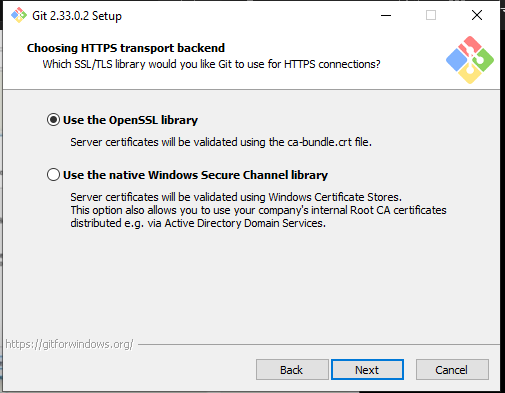 Git 2.33.0.2 Setup
Choosing HTTPS transport backend
Which SSL/TLS library would you like Git to use for HTTPS connections?
Use the OpenSSL library
Server certificates will be validated using the ca-bundle.crt file.
Use the native Windows Secure Channel library
Server certificates will be validated using Windows Certificate Stores.
This option also allows you to use your company's internal Root CA certificates
distributed e.g. via Active Directory Domain Services.
https://gitforwindows.org/
Back
Next
Cancel